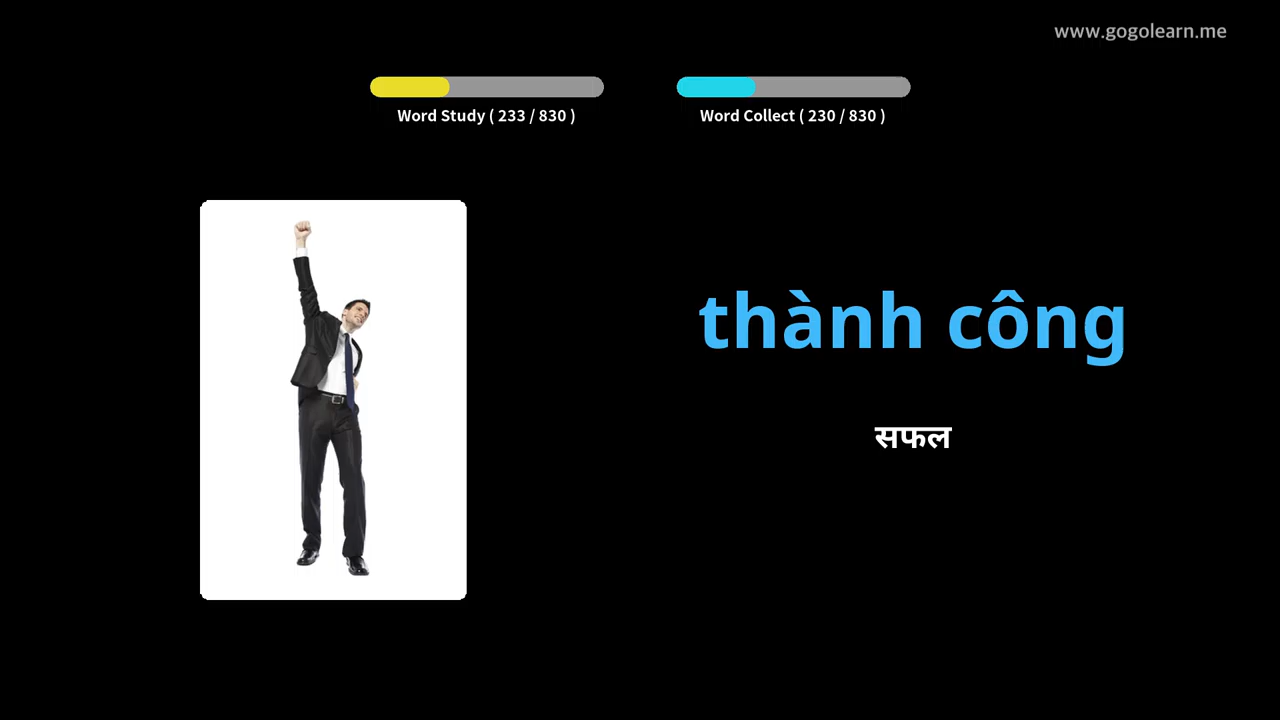 www.gogolearn.me
Word Study ( 233 / 830 )
Word Collect ( 230 / 830 )
thành công
सफल